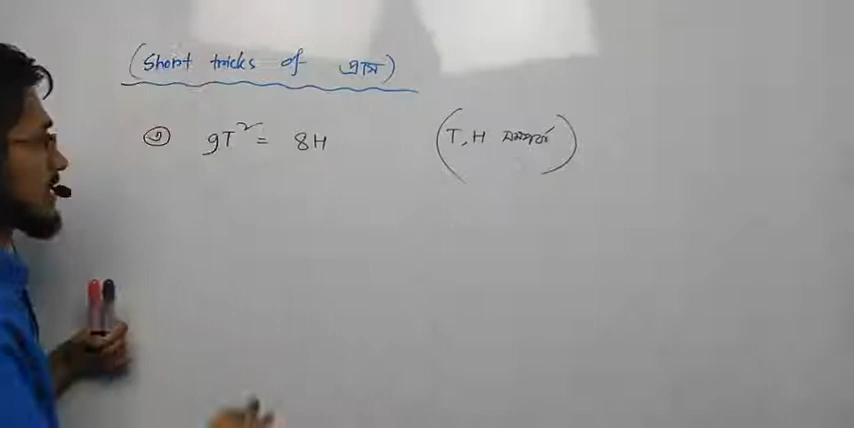 (Short tricks of প্রাস)
৩ gT² = 8H (T, H সম্পর্ক)